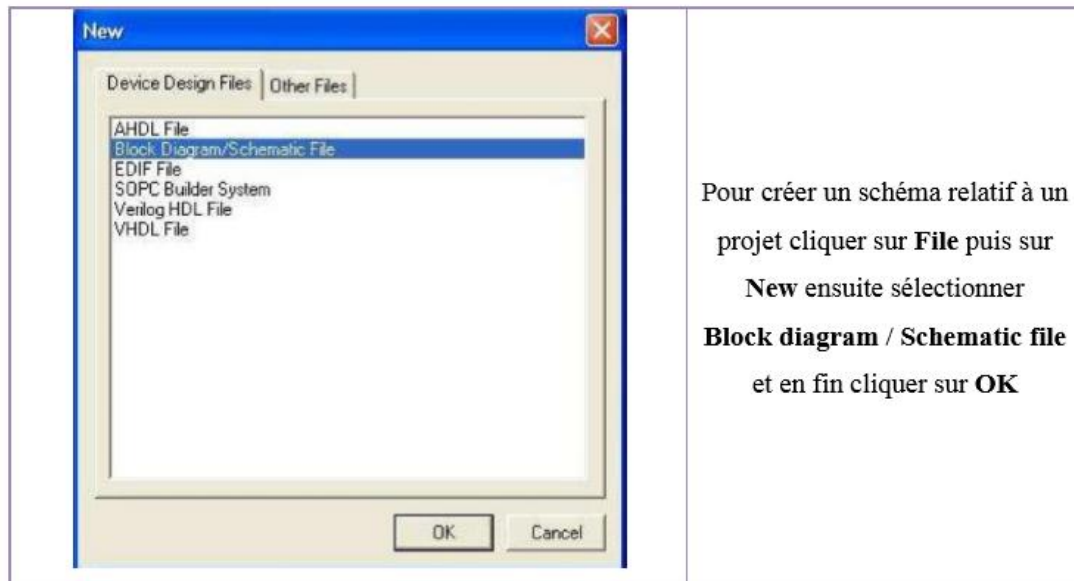 New
Device Design Files
Other Files
AHDL File
Block Diagram/Schematic File
EDIF File
SOPC Builder System
Verilog HDL File
VHDL File
OK
Cancel
Pour créer un schéma relatif à un
projet cliquer sur File puis sur
New ensuite sélectionner
Block diagram / Schematic file
et en fin cliquer sur OK